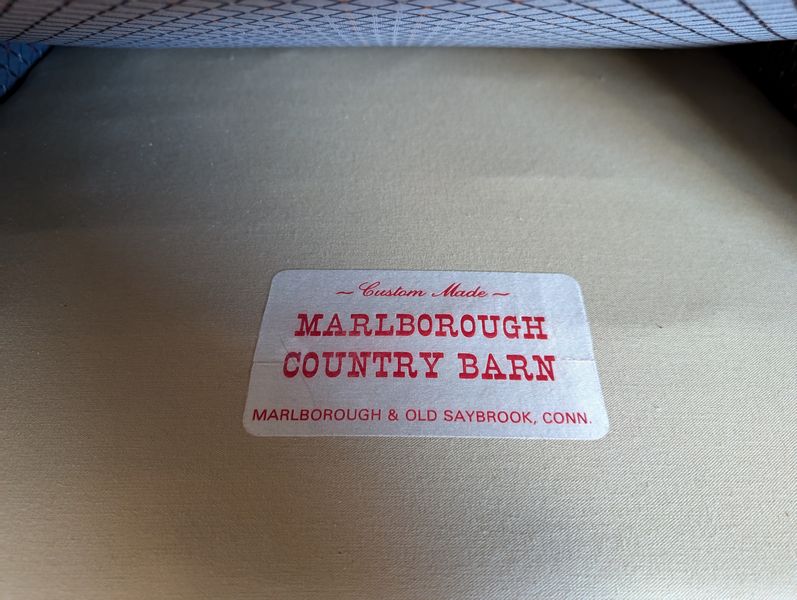 ~ Custom Made ~
MARLBOROUGH
COUNTRY BARN
MARLBOROUGH & OLD SAYBROOK, CONN.